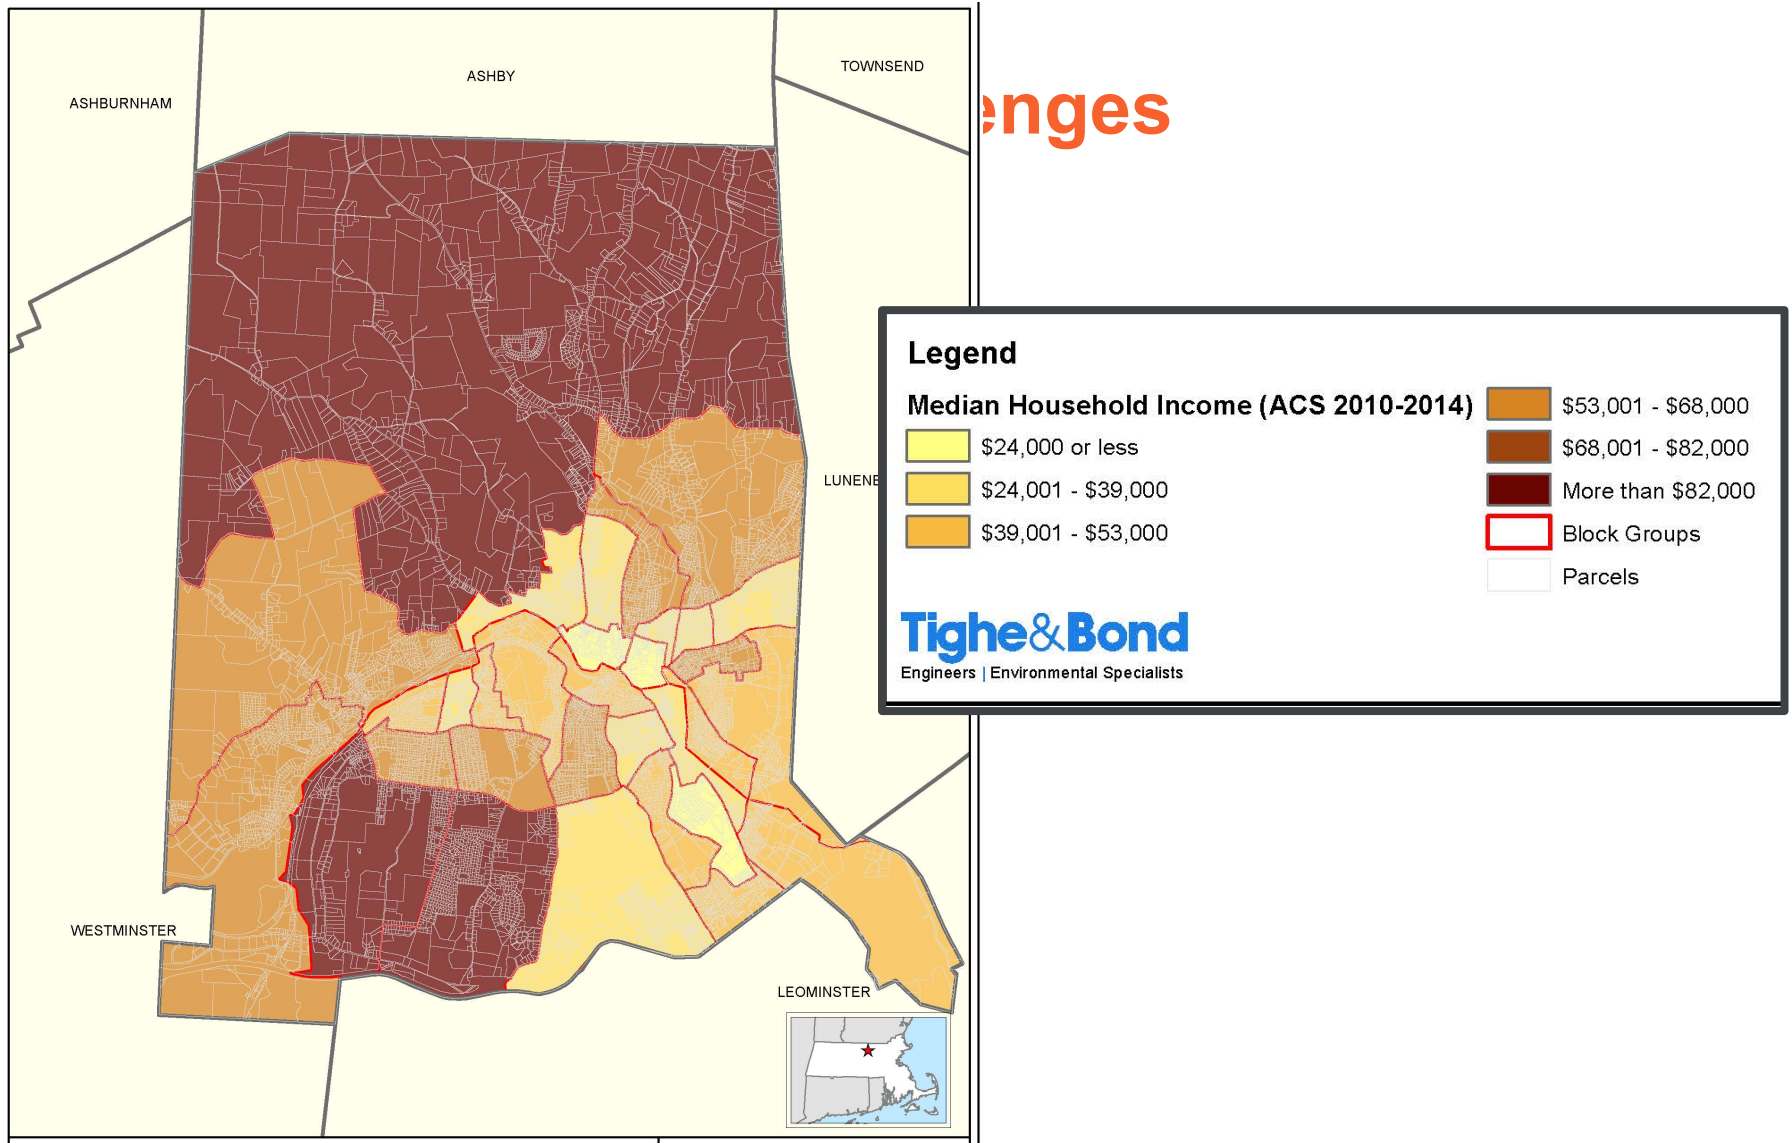 TOWNSEND
ASHBY
ASHBURNHAM
enges
LUNENE
WESTMINSTER
LEOMINSTER
Legend
Median Household Income (ACS 2010-2014)
$24,000 or less
$24,001 - $39,000
$39,001 - $53,000
$53,001 - $68,000
$68,001 - $82,000
More than $82,000
Block Groups
Parcels
Tighe&Bond
Engineers | Environmental Specialists